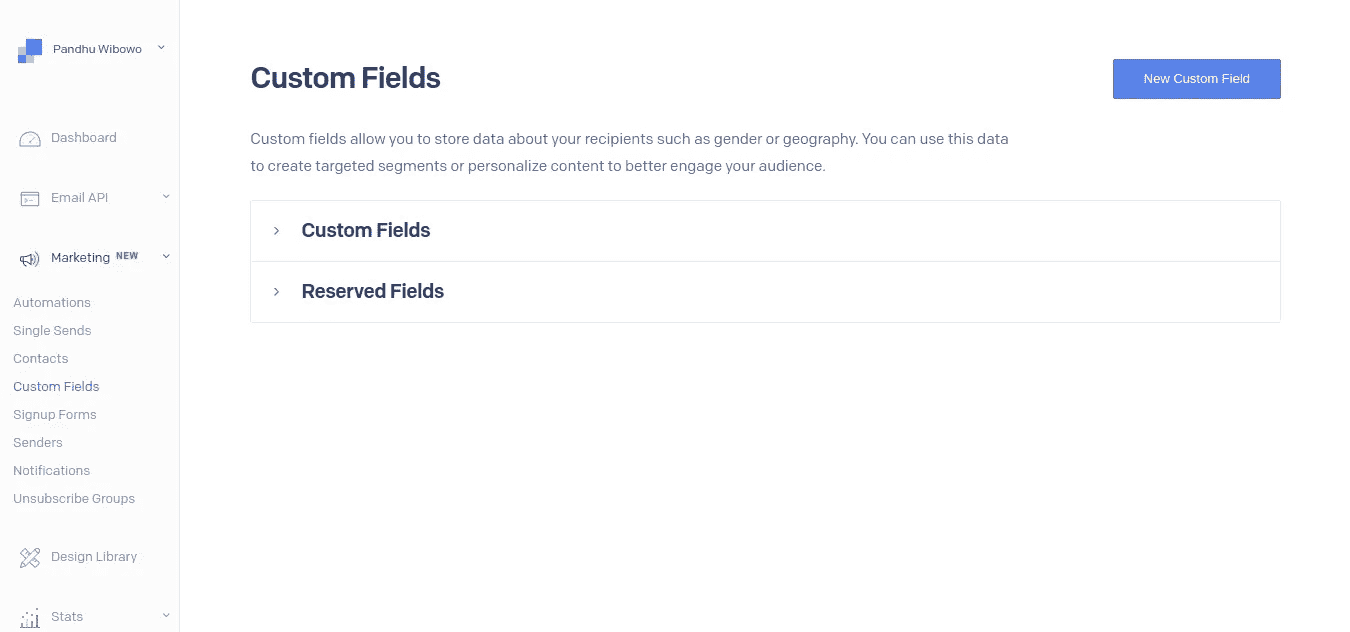 Pandhu Wibowo
Dashboard
Email API
Marketing NEW
Automations
Single Sends
Contacts
Custom Fields
Signup Forms
Senders
Notifications
Unsubscribe Groups
Design Library
Stats
Custom Fields
New Custom Field
Custom fields allow you to store data about your recipients such as gender or geography. You can use this data
to create targeted segments or personalize content to better engage your audience.
Custom Fields
Reserved Fields